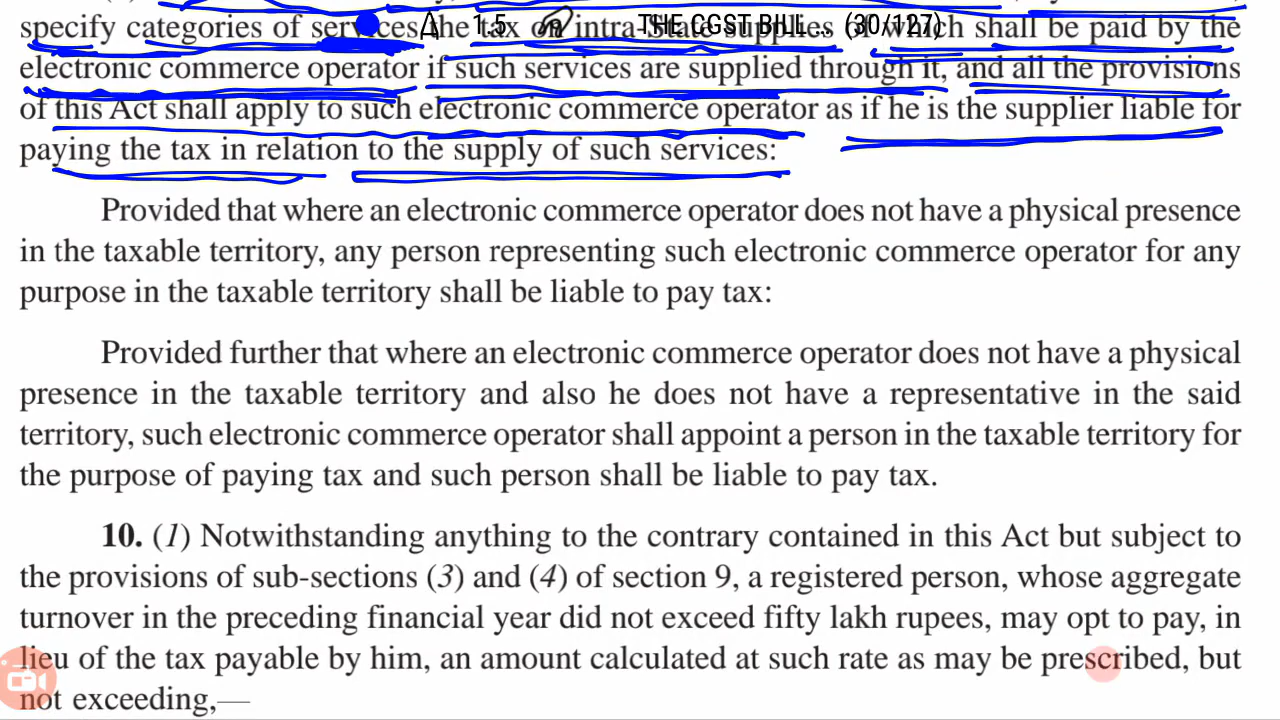 specify categories of services the tax on intra-State supplies of which shall be paid by the
1.5 THE CGST BILL... (30/127)
electronic commerce operator if such services are supplied through it, and all the provisions
of this Act shall apply to such electronic commerce operator as if he is the supplier liable for
paying the tax in relation to the supply of such services:
Provided that where an electronic commerce operator does not have a physical presence
in the taxable territory, any person representing such electronic commerce operator for any
purpose in the taxable territory shall be liable to pay tax:
Provided further that where an electronic commerce operator does not have a physical
presence in the taxable territory and also he does not have a representative in the said
territory, such electronic commerce operator shall appoint a person in the taxable territory for
the purpose of paying tax and such person shall be liable to pay tax.
10. (1) Notwithstanding anything to the contrary contained in this Act but subject to
the provisions of sub-sections (3) and (4) of section 9, a registered person, whose aggregate
turnover in the preceding financial year did not exceed fifty lakh rupees, may opt to pay, in
lieu of the tax payable by him, an amount calculated at such rate as may be prescribed, but
not exceeding,—